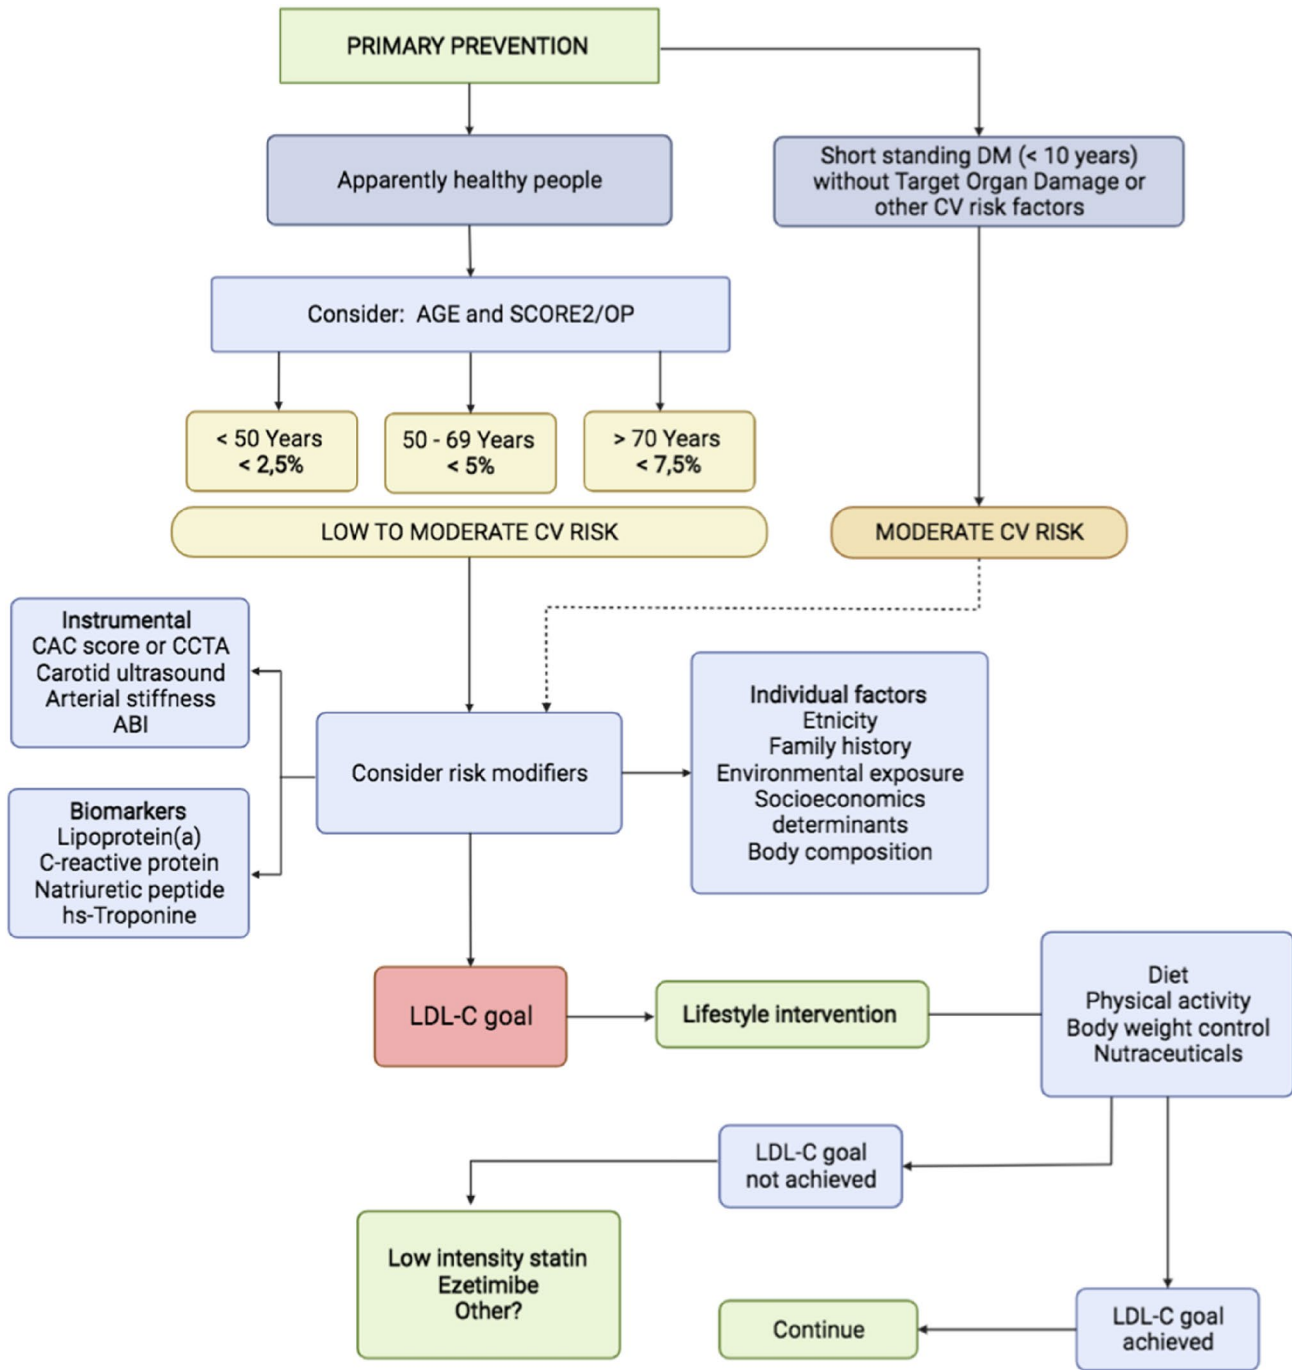 PRIMARY PREVENTION
Apparently healthy people
Short standing DM (< 10 years)
without Target Organ Damage or
other CV risk factors
Consider:  AGE and SCORE2/OP
< 50 Years
< 2,5%
50 - 69 Years
< 5%
> 70 Years
< 7,5%
LOW TO MODERATE CV RISK
MODERATE CV RISK
Instrumental
CAC score or CCTA
Carotid ultrasound
Arterial stiffness
ABI
Biomarkers
Lipoprotein(a)
C-reactive protein
Natriuretic peptide
hs-Troponine
Consider risk modifiers
Individual factors
Etnicity
Family history
Environmental exposure
Socioeconomics
determinants
Body composition
LDL-C goal
Lifestyle intervention
Diet
Physical activity
Body weight control
Nutraceuticals
LDL-C goal
not achieved
Low intensity statin
Ezetimibe
Other?
LDL-C goal
achieved
Continue